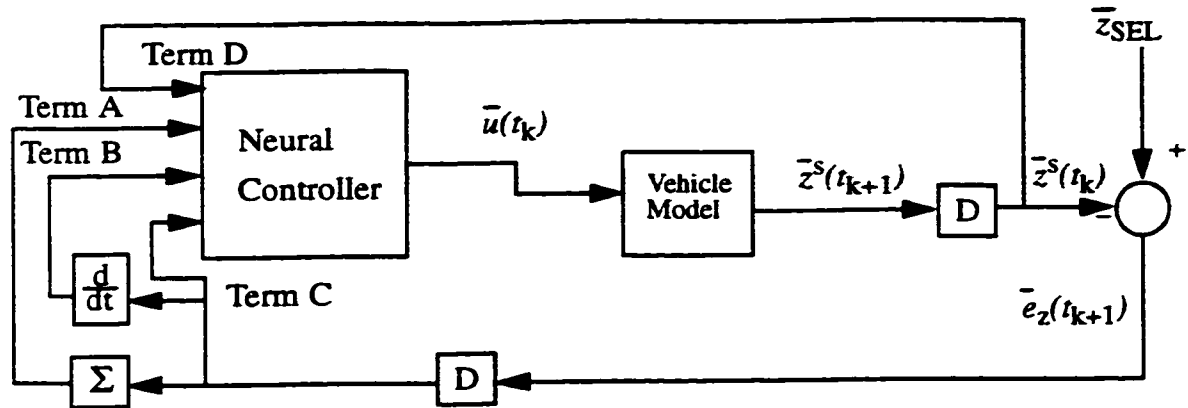 z̄SEL
Term D
Term A
Term B
Neural
Controller
ū(tk)
Vehicle
Model
z̄s(tk+1)
D
z̄s(tk)
+
−
d
dt
Term C
ēz(tk+1)
Σ
D